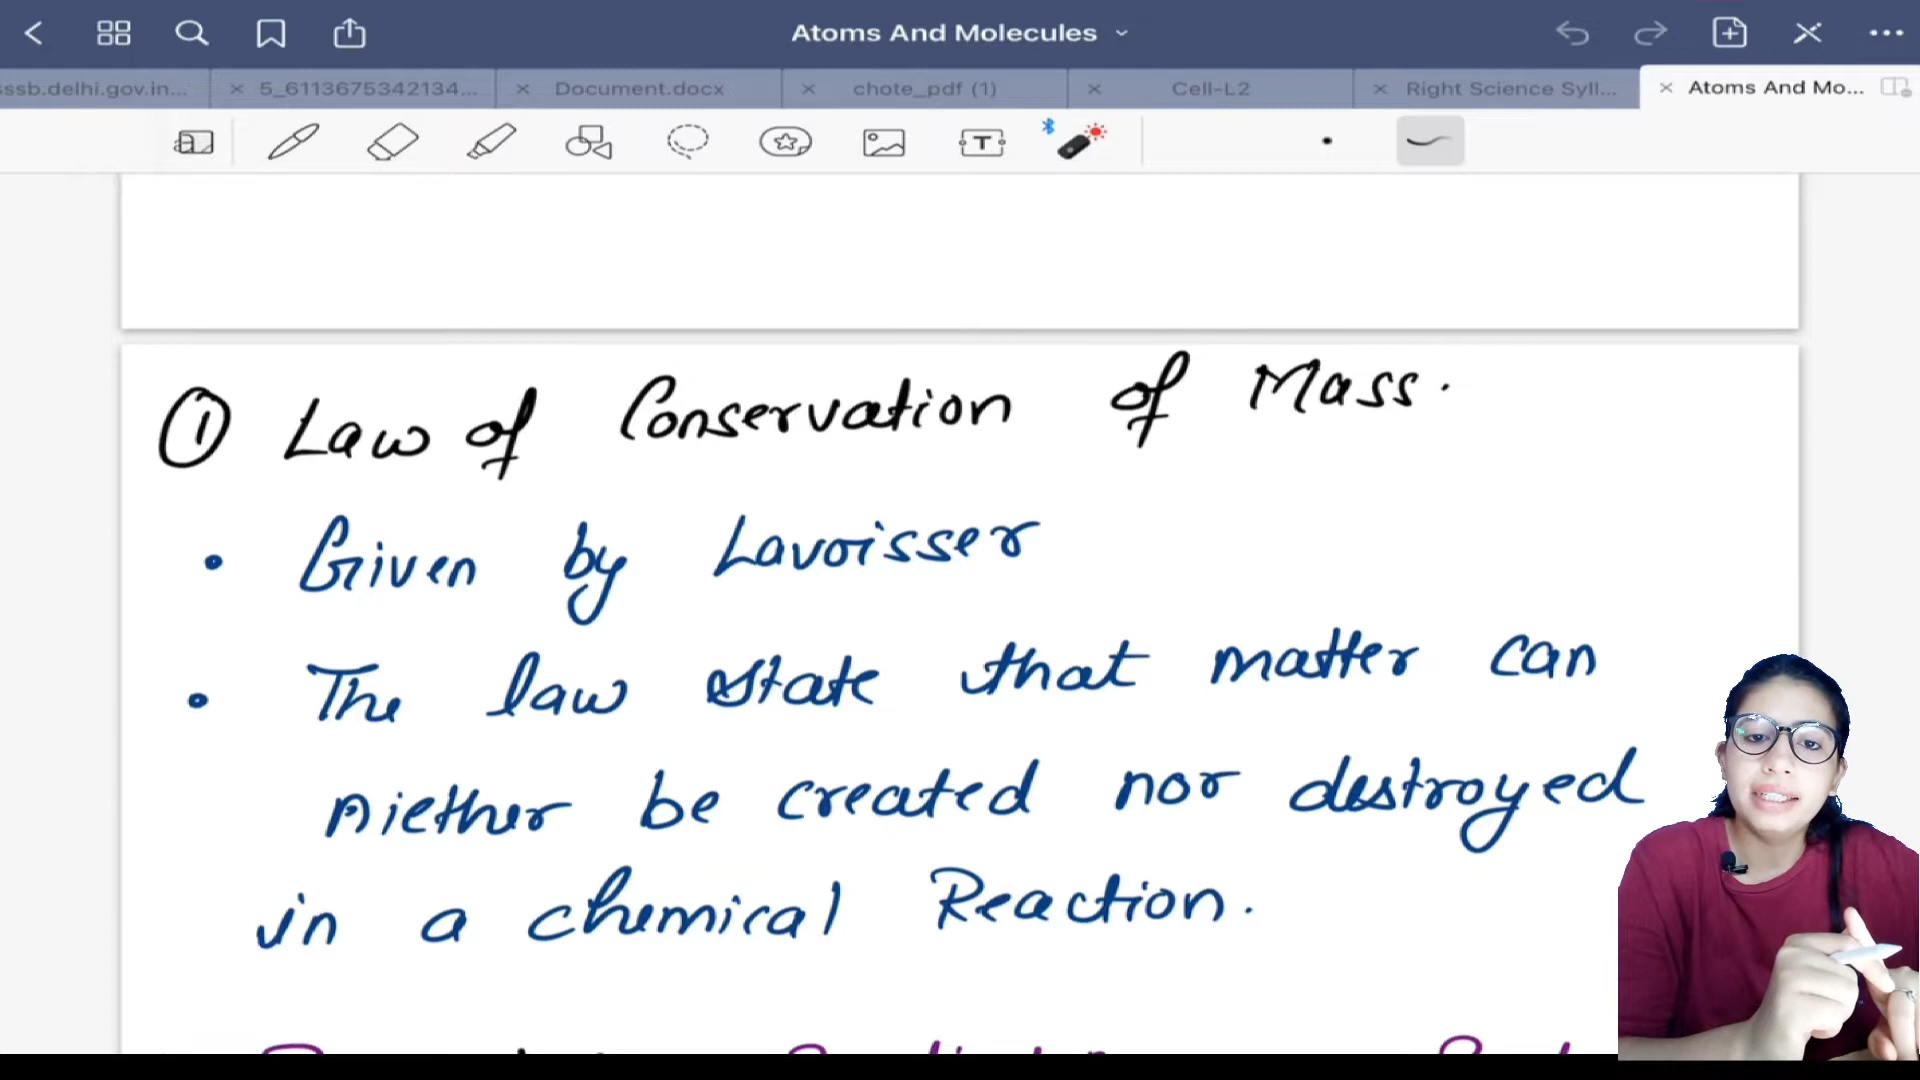 Atoms And Molecules
sssb.delhi.gov.in...
5_6113675342134...
Document.docx
chote_pdf (1)
Cell-L2
Right Science Syll...
Atoms And Mo...
① Law of Conservation of Mass.
• Given by Lavoisser
• The law state that matter can
niether be created nor destroyed
in a chemical Reaction.